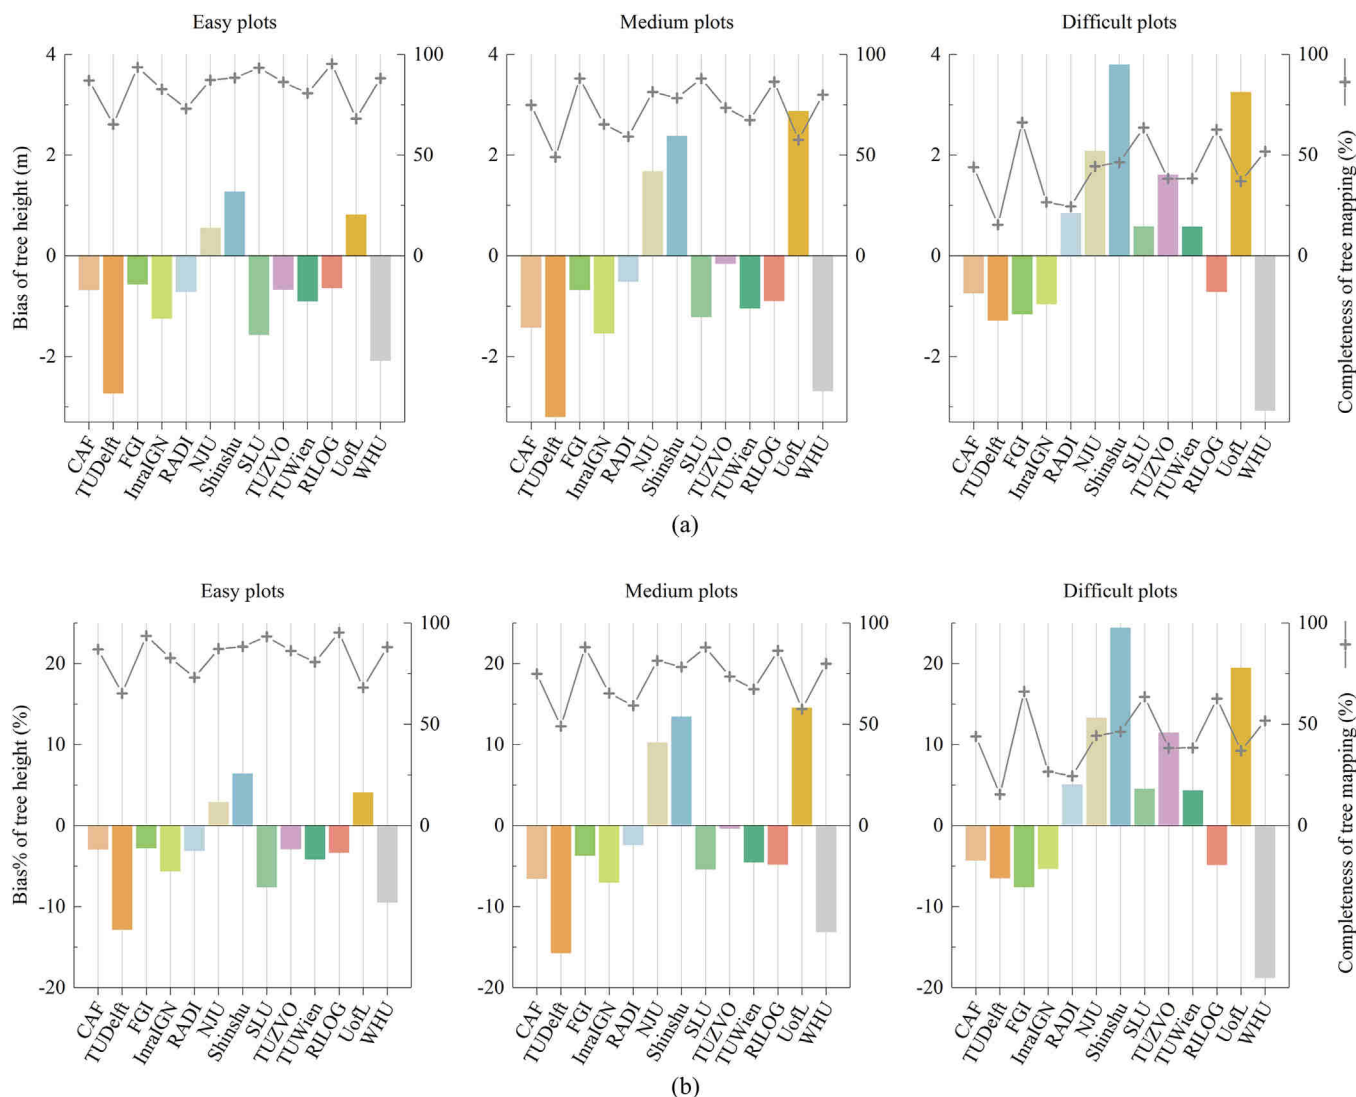 Easy plots
Medium plots
Difficult plots
Bias of tree height (m)
4
2
0
-2
100
50
0
4
2
0
-2
100
50
0
4
2
0
-2
100
50
0
Completeness of tree mapping (%)
CAF
TUDelft
FGI
InraIGN
RADI
NJU
Shinshu
SLU
TUZVO
TUWien
RILOG
UofL
WHU
CAF
TUDelft
FGI
InraIGN
RADI
NJU
Shinshu
SLU
TUZVO
TUWien
RILOG
UofL
WHU
CAF
TUDelft
FGI
InraIGN
RADI
NJU
Shinshu
SLU
TUZVO
TUWien
RILOG
UofL
WHU
(a)
Easy plots
Medium plots
Difficult plots
Bias% of tree height (%)
20
10
0
-10
-20
100
50
0
20
10
0
-10
-20
100
50
0
20
10
0
-10
-20
100
50
0
Completeness of tree mapping (%)
CAF
TUDelft
FGI
InraIGN
RADI
NJU
Shinshu
SLU
TUZVO
TUWien
RILOG
UofL
WHU
CAF
TUDelft
FGI
InraIGN
RADI
NJU
Shinshu
SLU
TUZVO
TUWien
RILOG
UofL
WHU
CAF
TUDelft
FGI
InraIGN
RADI
NJU
Shinshu
SLU
TUZVO
TUWien
RILOG
UofL
WHU
(b)